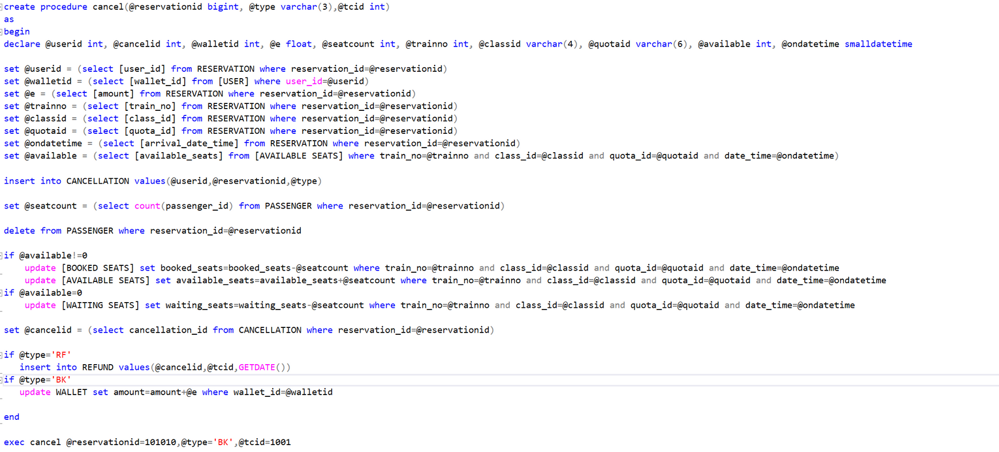 create procedure cancel(@reservationid bigint, @type varchar(3),@tcid int)
as
begin
declare @userid int, @cancelid int, @walletid int, @e float, @seatcount int, @trainno int, @classid varchar(4), @quotaid varchar(6), @available int, @ondatetime smalldatetime
set @userid = (select [user_id] from RESERVATION where reservation_id=@reservationid)
set @walletid = (select [wallet_id] from [USER] where user_id=@userid)
set @e = (select [amount] from RESERVATION where reservation_id=@reservationid)
set @trainno = (select [train_no] from RESERVATION where reservation_id=@reservationid)
set @classid = (select [class_id] from RESERVATION where reservation_id=@reservationid)
set @quotaid = (select [quota_id] from RESERVATION where reservation_id=@reservationid)
set @ondatetime = (select [arrival_date_time] from RESERVATION where reservation_id=@reservationid)
set @available = (select [available_seats] from [AVAILABLE SEATS] where train_no=@trainno and class_id=@classid and quota_id=@quotaid and date_time=@ondatetime)
insert into CANCELLATION values(@userid,@reservationid,@type)
set @seatcount = (select count(passenger_id) from PASSENGER where reservation_id=@reservationid)
delete from PASSENGER where reservation_id=@reservationid
if @available!=0
update [BOOKED SEATS] set booked_seats=booked_seats-@seatcount where train_no=@trainno and class_id=@classid and quota_id=@quotaid and date_time=@ondatetime
update [AVAILABLE SEATS] set available_seats=available_seats+@seatcount where train_no=@trainno and class_id=@classid and quota_id=@quotaid and date_time=@ondatetime
if @available=0
update [WAITING SEATS] set waiting_seats=waiting_seats-@seatcount where train_no=@trainno and class_id=@classid and quota_id=@quotaid and date_time=@ondatetime
set @cancelid = (select cancellation_id from CANCELLATION where reservation_id=@reservationid)
if @type='RF'
insert into REFUND values(@cancelid,@tcid,GETDATE())
if @type='BK'
update WALLET set amount=amount+@e where wallet_id=@walletid
end
exec cancel @reservationid=101010,@type='BK',@tcid=1001